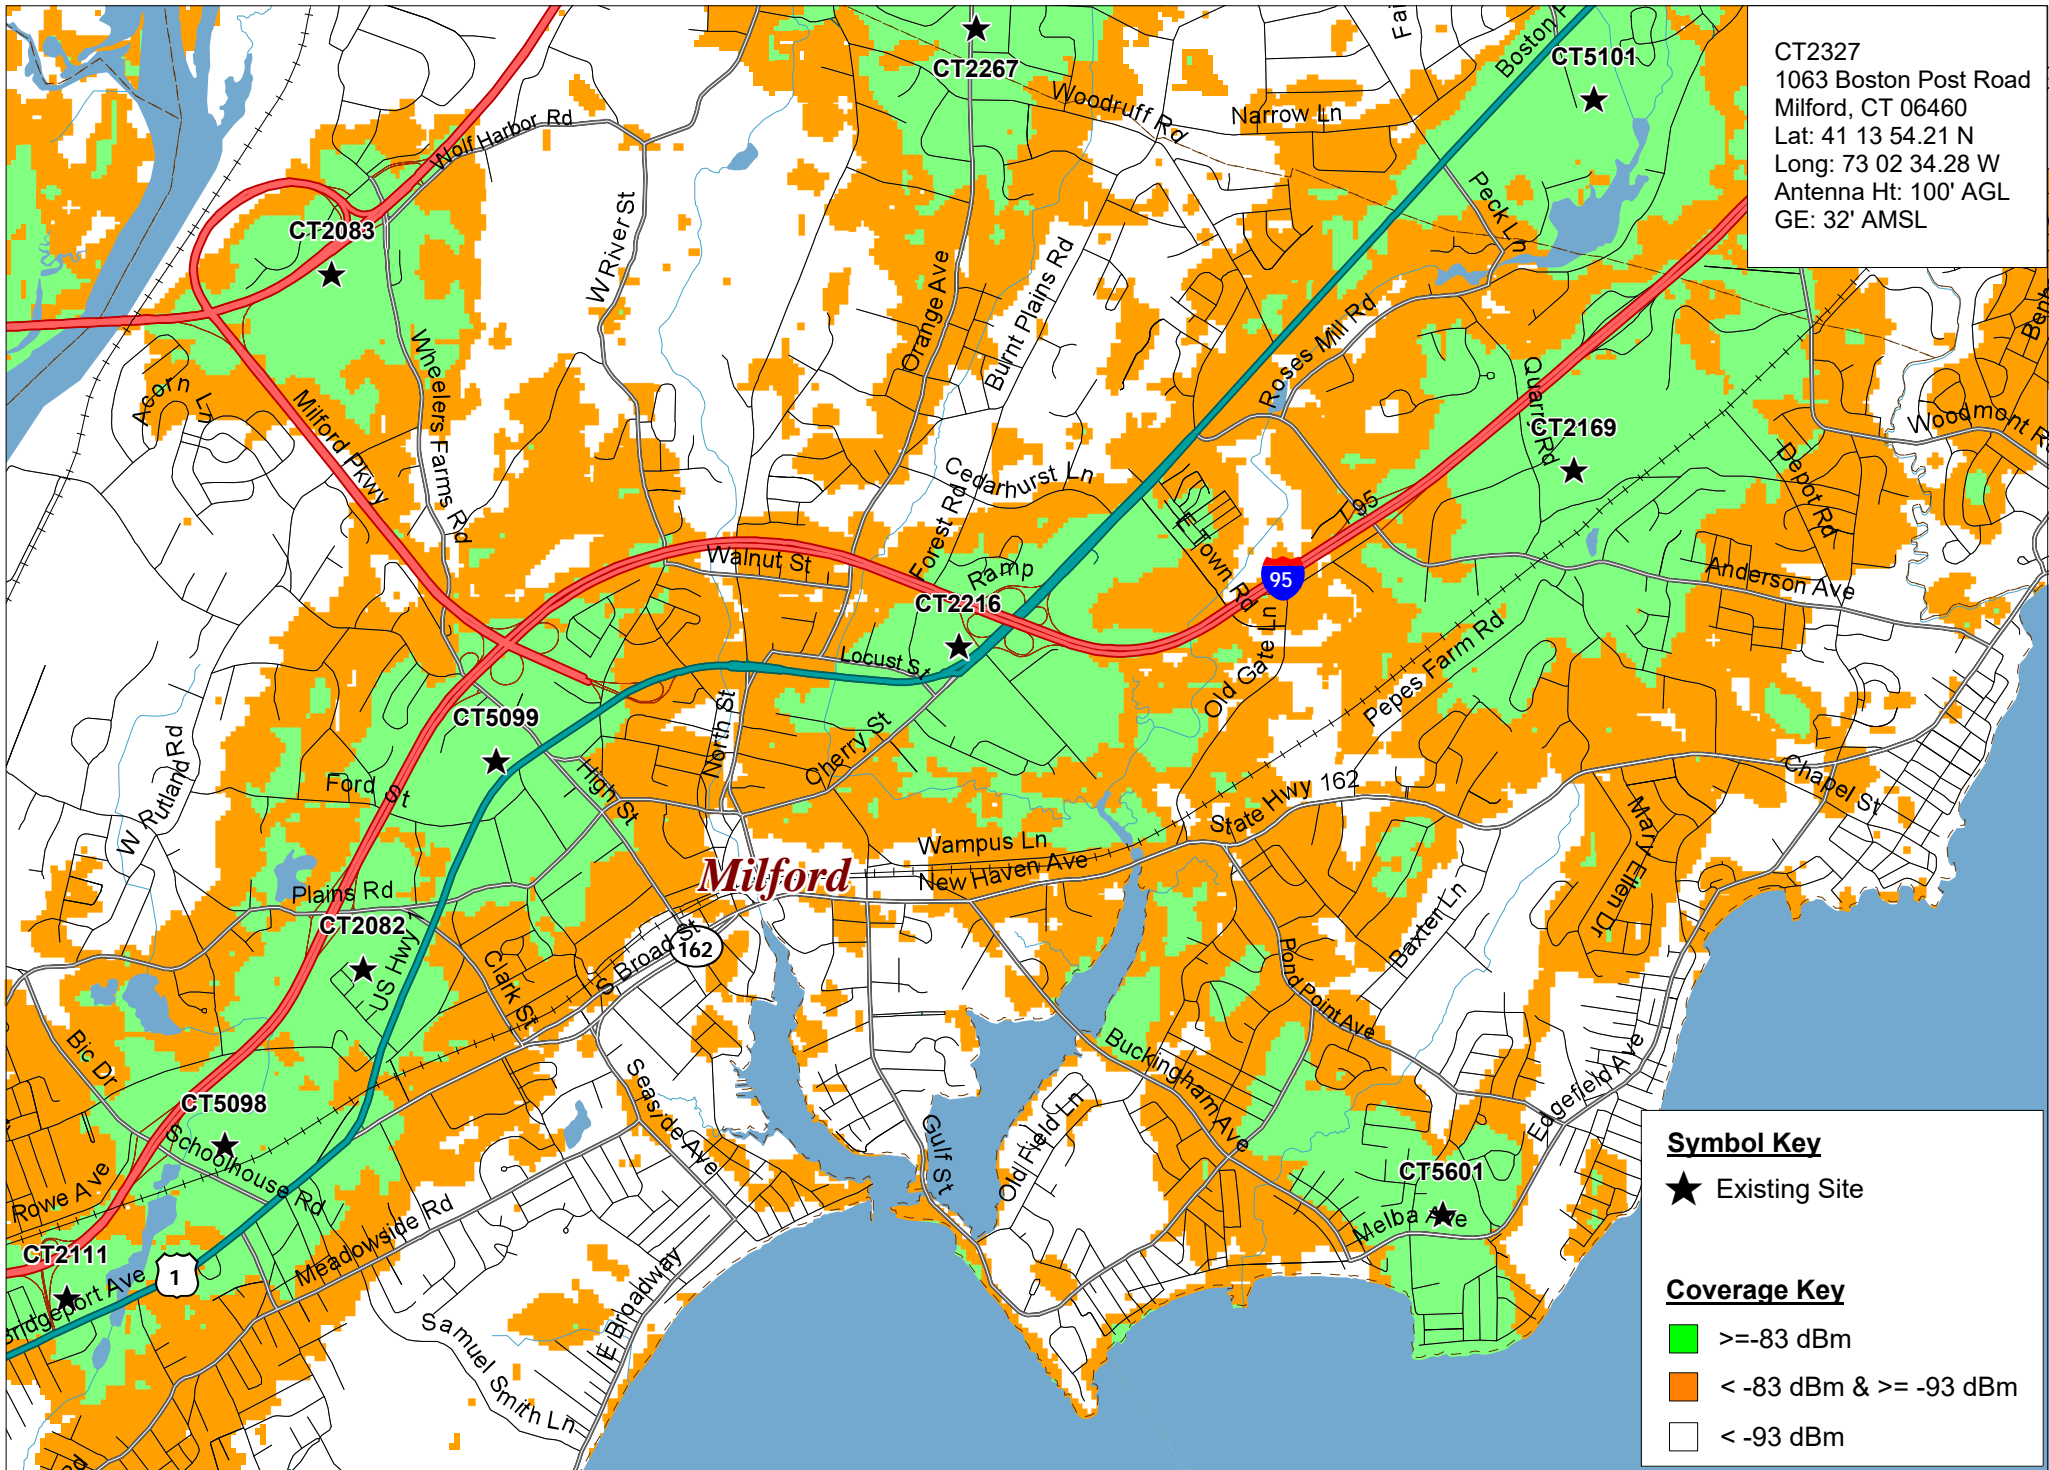 CT2327
1063 Boston Post Road
Milford, CT 06460
Lat: 41 13 54.21 N
Long: 73 02 34.28 W
Antenna Ht: 100' AGL
GE: 32' AMSL
CT2267
CT5101
Woodruff Rd
Narrow Ln
Wolf Harbor Rd
Peck Ln
CT2083
W River St
Orange Ave
Burnt Plains Rd
Roses Mill Rd
Wheelers Farms Rd
Acorn Ln
Milford Pkwy
Quarry Rd
CT2169
Woodmont
Depot Rd
Cedarhurst Ln
Forest Rd
E Town Rd
I 95
95
Walnut St
Ramp
CT2216
Anderson Ave
Locust St
Old Gate Ln
Pepes Farm Rd
CT5099
North St
Cherry St
W Rutland Rd
Ford St
High St
State Hwy 162
Chapel St
Mary Ellen Dr
Wampus Ln
New Haven Ave
Milford
Plains Rd
CT2082
US Hwy 1
Clark St
S Broad St
162
Baxter Ln
Pond Point Ave
Bic Dr
Buckingham Ave
Edgefield Ave
CT5098
Schoolhouse Rd
Seaside Ave
Gulf St
Old Field Ln
Rowe Ave
CT5601
Melba Ave
Meadowside Rd
CT2111
Bridgeport Ave
1
E Broadway
Samuel Smith Ln
Symbol Key
Existing Site
Coverage Key
>=-83 dBm
< -83 dBm & >= -93 dBm
< -93 dBm